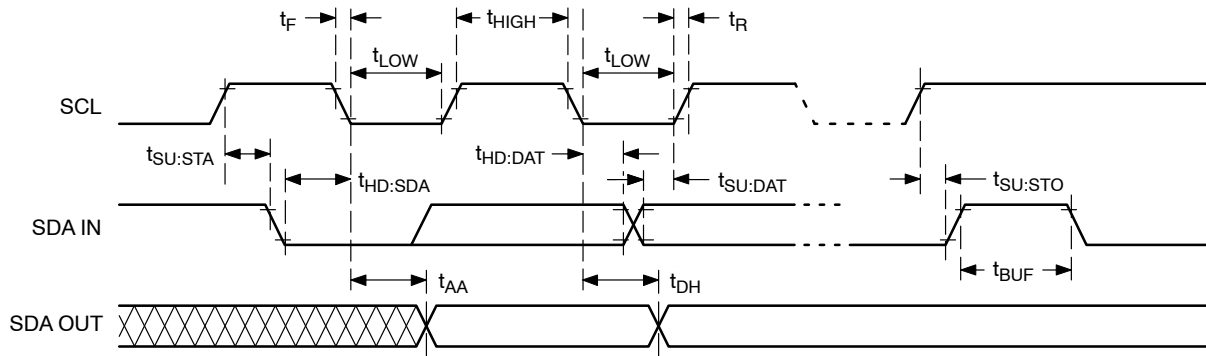 tF
tHIGH
tR
tLOW
tLOW
SCL
tSU:STA
tHD:DAT
tHD:SDA
tSU:DAT
tSU:STO
SDA IN
tBUF
tAA
tDH
SDA OUT